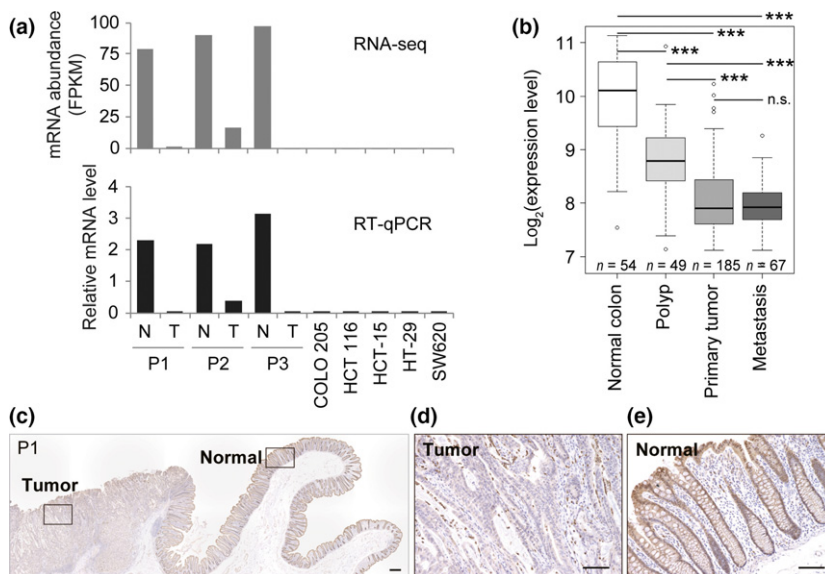 (a)
mRNA abundance
(FPKM)
100
75
50
25
0
RNA-seq
Relative mRNA level
4
3
2
1
0
RT-qPCR
N T N T N T
P1 P2 P3
COLO 205
HCT 116
HCT-15
HT-29
SW620
(b)
Log2(expression level)
11
10
9
8
7
***
***
***
***
***
n.s.
n = 54 n = 49 n = 185 n = 67
Normal colon
Polyp
Primary tumor
Metastasis
(c)
P1
Tumor
Normal
(d)
Tumor
(e)
Normal